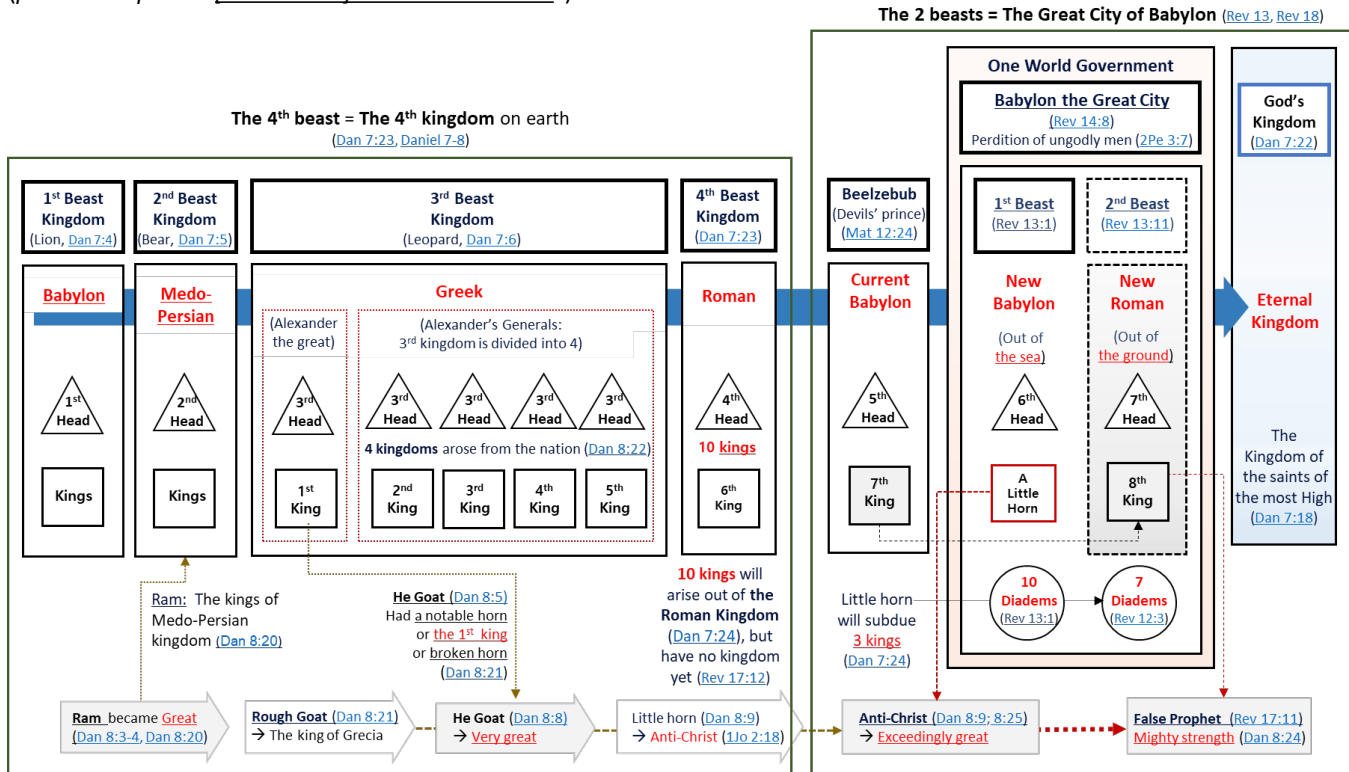 The 2 beasts = The Great City of Babylon (Rev 13, Rev 18)
The 4th beast = The 4th kingdom on earth
(Dan 7:23, Daniel 7-8)
1st Beast
Kingdom
(Lion, Dan 7:4)
2nd Beast
Kingdom
(Bear, Dan 7:5)
3rd Beast
Kingdom
(Leopard, Dan 7:6)
4th Beast
Kingdom
(Dan 7:23)
Babylon
1st
Head
Kings
Medo-
Persian
2nd
Head
Kings
Greek
(Alexander
the great)
3rd
Head
1st
King
(Alexander's Generals:
3rd kingdom is divided into 4)
3rd
Head
3rd
Head
3rd
Head
3rd
Head
4 kingdoms arose from the nation (Dan 8:22)
2nd
King
3rd
King
4th
King
5th
King
Roman
4th
Head
10 kings
6th
King
Ram: The kings of
Medo-Persian
kingdom (Dan 8:20)
He Goat (Dan 8:5)
Had a notable horn
or the 1st king
or broken horn
(Dan 8:21)
10 kings will
arise out of the
Roman Kingdom
(Dan 7:24), but
have no kingdom
yet (Rev 17:12)
Ram became Great
(Dan 8:3-4, Dan 8:20)
Rough Goat (Dan 8:21)
→ The king of Grecia
He Goat (Dan 8:8)
→ Very great
Little horn (Dan 8:9)
→ Anti-Christ (1Jo 2:18)
One World Government
Babylon the Great City
(Rev 14:8)
Perdition of ungodly men (2Pe 3:7)
Beelzebub
(Devils' prince)
(Mat 12:24)
1st Beast
(Rev 13:1)
2nd Beast
(Rev 13:11)
Current
Babylon
5th
Head
7th
King
New
Babylon
(Out of
the sea)
6th
Head
A
Little
Horn
10
Diadems
(Rev 13:1)
New
Roman
(Out of
the ground)
7th
Head
8th
King
7
Diadems
(Rev 12:3)
Little horn
will subdue
3 kings
(Dan 7:24)
Anti-Christ (Dan 8:9; 8:25)
→ Exceedingly great
False Prophet (Rev 17:11)
Mighty strength (Dan 8:24)
God's
Kingdom
(Dan 7:22)
Eternal
Kingdom
The
Kingdom of
the saints of
the most High
(Dan 7:18)